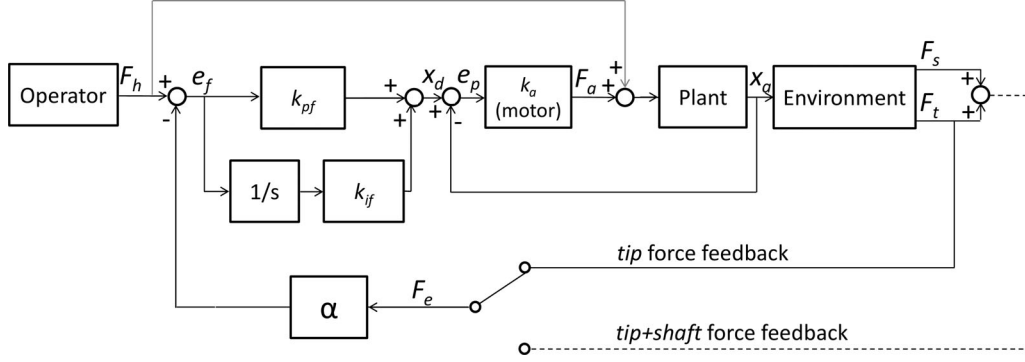 Operator
F_h
+
-
e_f
k_pf
1/s
k_if
+
+
x_d
+
-
e_p
k_a
(motor)
F_a
+
+
Plant
x_a
Environment
F_s
F_t
+
+
tip force feedback
α
F_e
tip+shaft force feedback